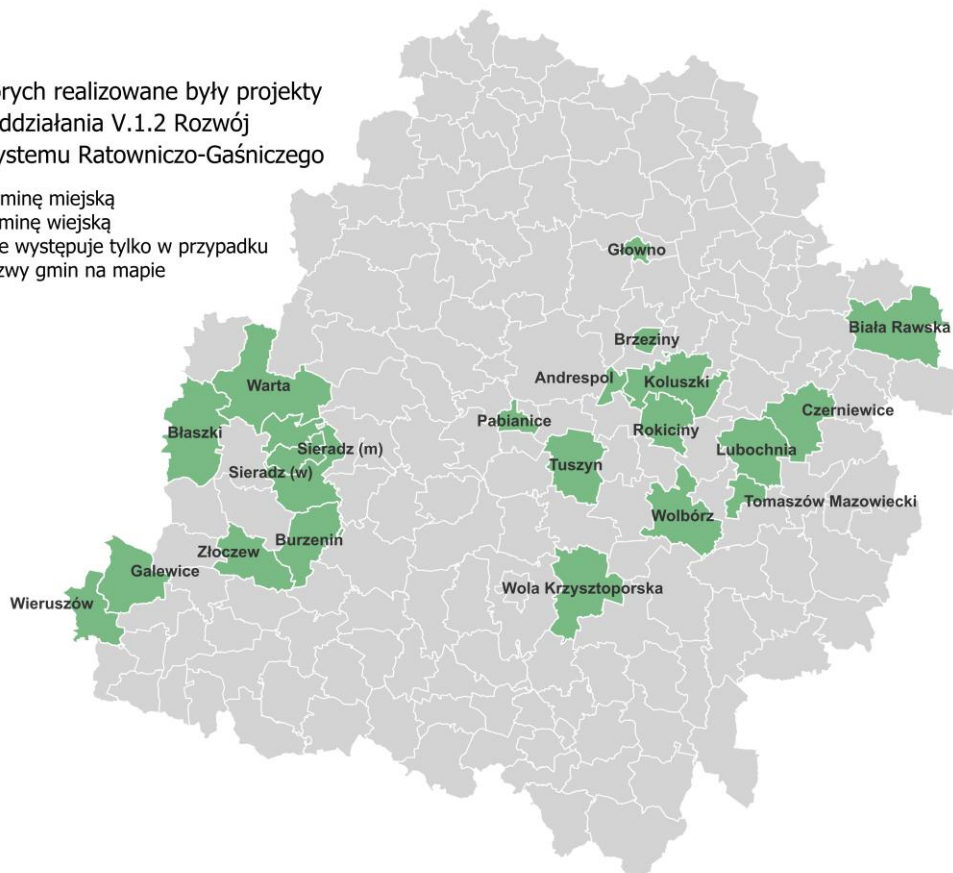 órych realizowane były projekty
ddziałania V.1.2 Rozwój
ystemu Ratowniczo-Gaśniczego
minę miejską
minę wiejską
e występuje tylko w przypadku
zwy gmin na mapie
Głowno
Biała Rawska
Brzeziny
Andrespol
Koluszki
Warta
Czerniewice
Pabianice
Rokiciny
Błaszki
Sieradz (m)
Lubochnia
Tuszyn
Sieradz (w)
Tomaszów Mazowiecki
Wolbórz
Burzenin
Złoczew
Galewice
Wola Krzysztoporska
Wieruszów